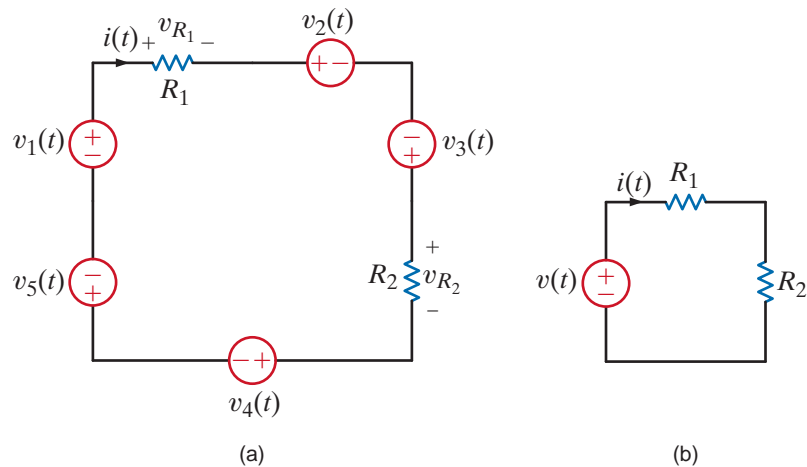 i(t) + v_{R_1} −
R_1
v_2(t)
+ −
v_1(t)
+
−
−
+
v_3(t)
v_5(t)
−
+
R_2
+
v_{R_2}
−
− +
v_4(t)
(a)
i(t)
R_1
v(t)
+
−
R_2
(b)